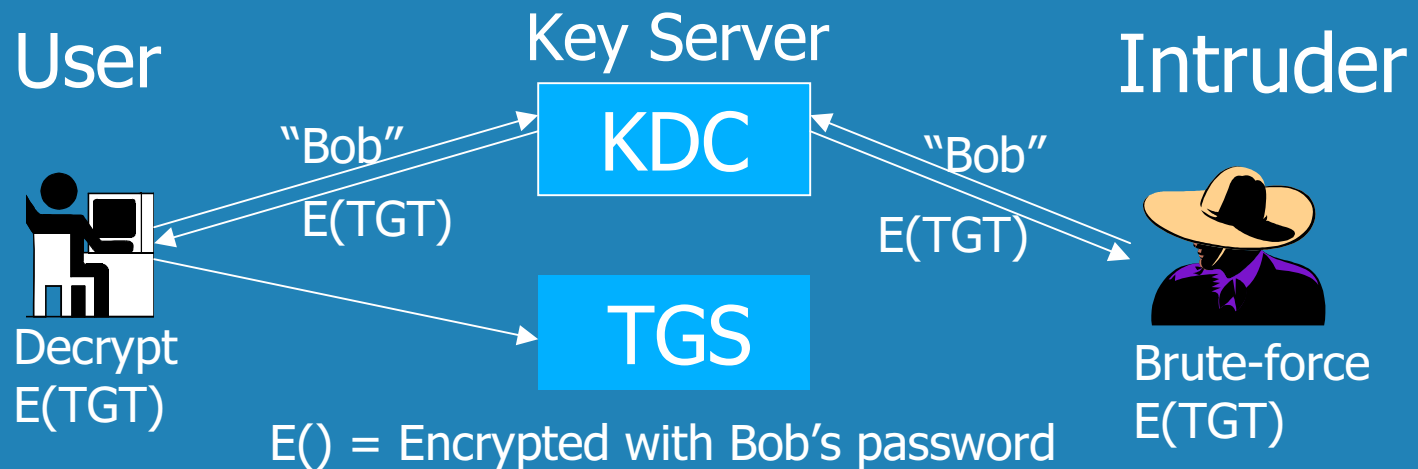 User
Key Server
Intruder
“Bob”
KDC
“Bob”
E(TGT)
E(TGT)
Decrypt
E(TGT)
TGS
Brute-force
E(TGT)
E() = Encrypted with Bob’s password